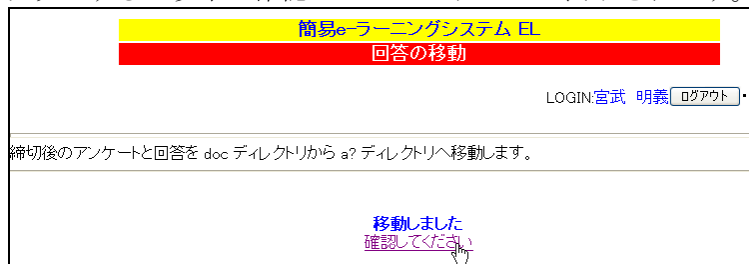 簡易e-ラーニングシステム EL
回答の移動
LOGIN:宮武 明義 ログアウト・
締切後のアンケートと回答を doc ディレクトリから a? ディレクトリへ移動します。
移動しました
確認してください